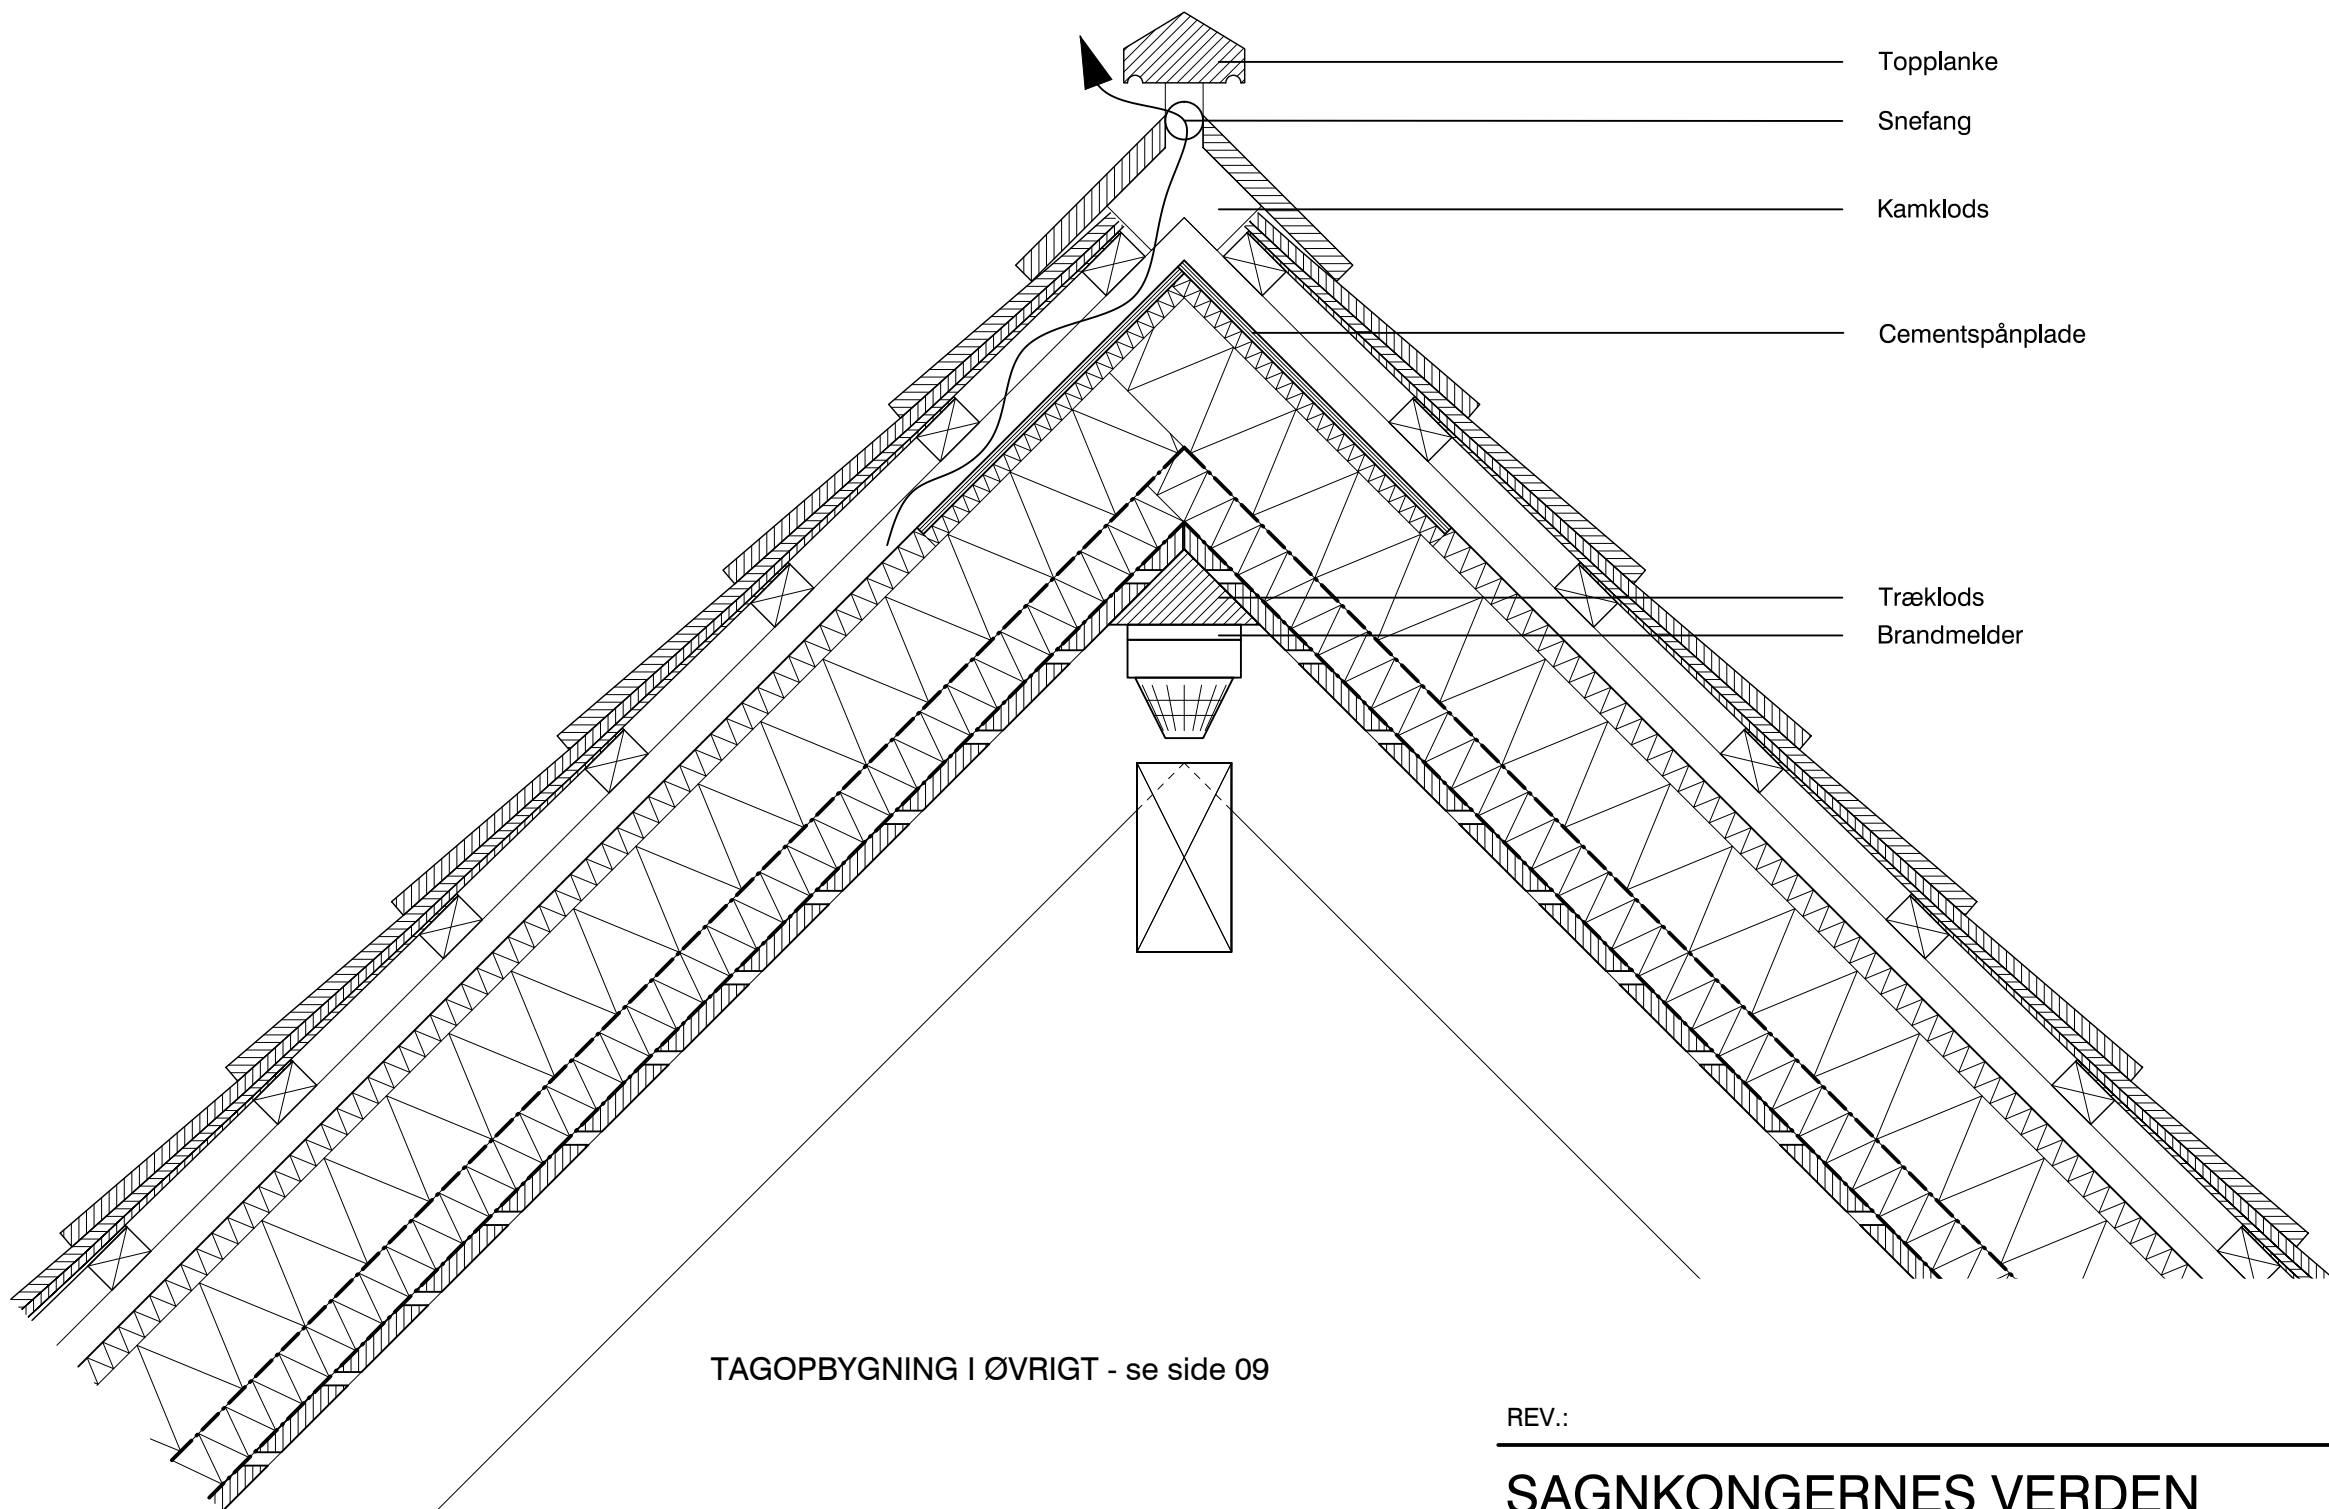 Topplanke
Snefang
Kamklods
Cementspånplade
Træklods
Brandmelder
TAGOPBYGNING I ØVRIGT - se side 09
REV.:
SAGNKONGERNES VERDEN